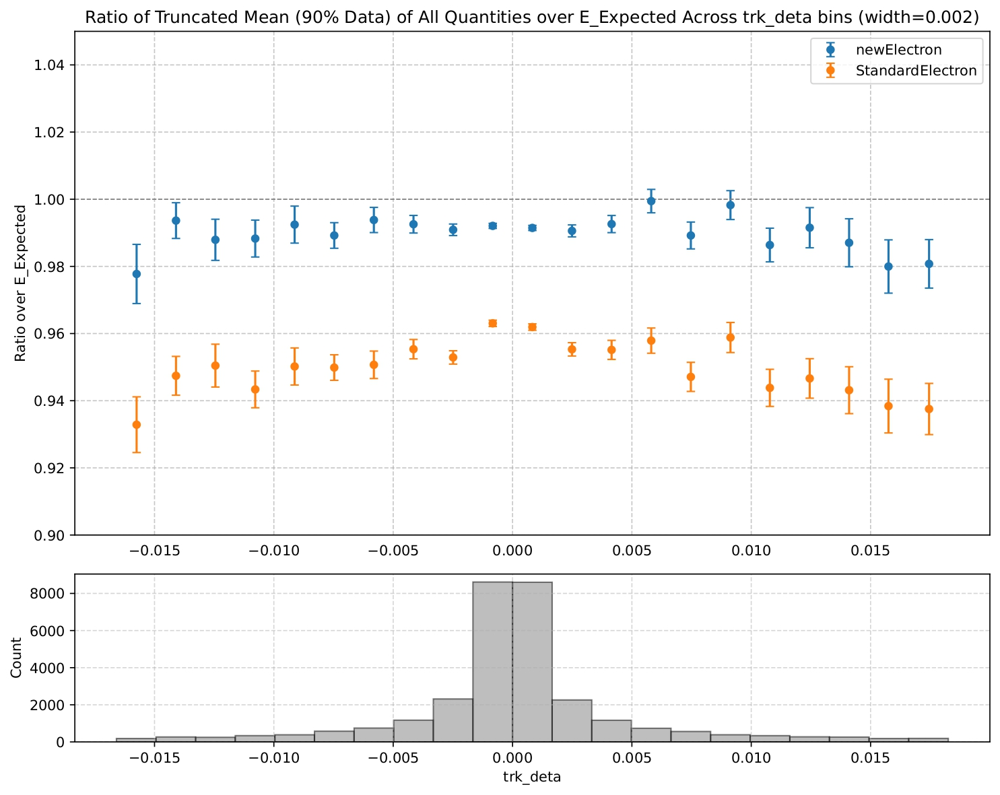 Ratio of Truncated Mean (90% Data) of All Quantities over E_Expected Across trk_deta bins (width=0.002)
newElectron
StandardElectron
Ratio over E_Expected
1.04
1.02
1.00
0.98
0.96
0.94
0.92
0.90
−0.015 −0.010 −0.005 0.000 0.005 0.010 0.015
Count
8000
6000
4000
2000
0
−0.015 −0.010 −0.005 0.000 0.005 0.010 0.015
trk_deta